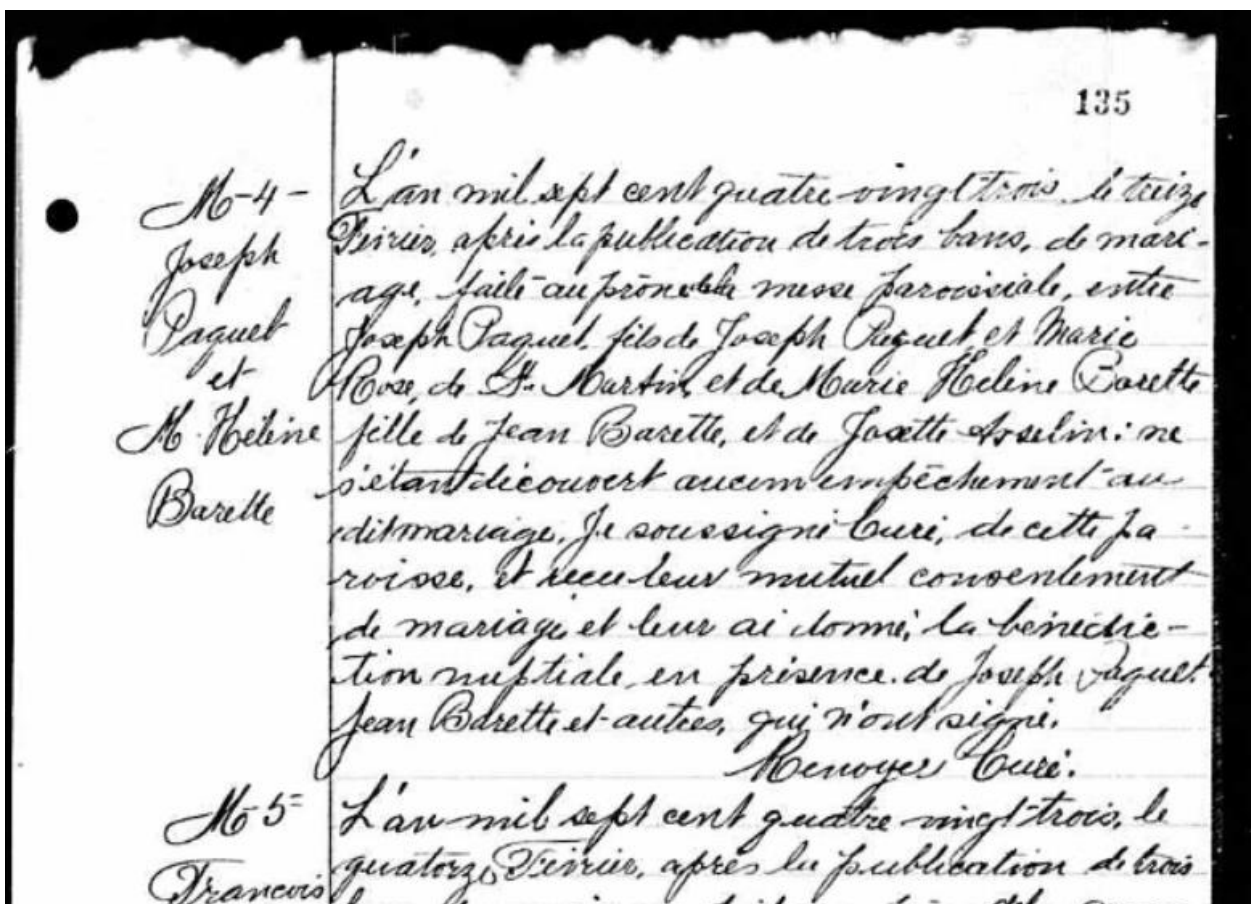 135
M-4-
Joseph
Paquet
et
M. Hélène
Barette
L'an mil sept cent quatre-vingt-trois, le treize
Févrièr, après la publication de trois bans, de mari-
age, faite au prône de la messe paroissiale, entre
Joseph Paquet, fils de Joseph Paquet, et Marie
Rose, de St. Martin, et de Marie Hélène Barette
fille de Jean Barette, et de Josette Asselin: ne
s'étant découvert aucun empêchement au
dit mariage, Je soussigné Curé, de cette pa-
roisse, et reçu leur mutuel consentement
de mariage et leur ai donné, la bénédic-
tion nuptiale, en présence de Joseph Paquet
Jean Barette et autres, qui n'ont signé.
Renoyer Curé.
M-5=
Francois
L'an mil sept cent quatre-vingt-trois, le
quatorze Févrièr, après la publication de trois